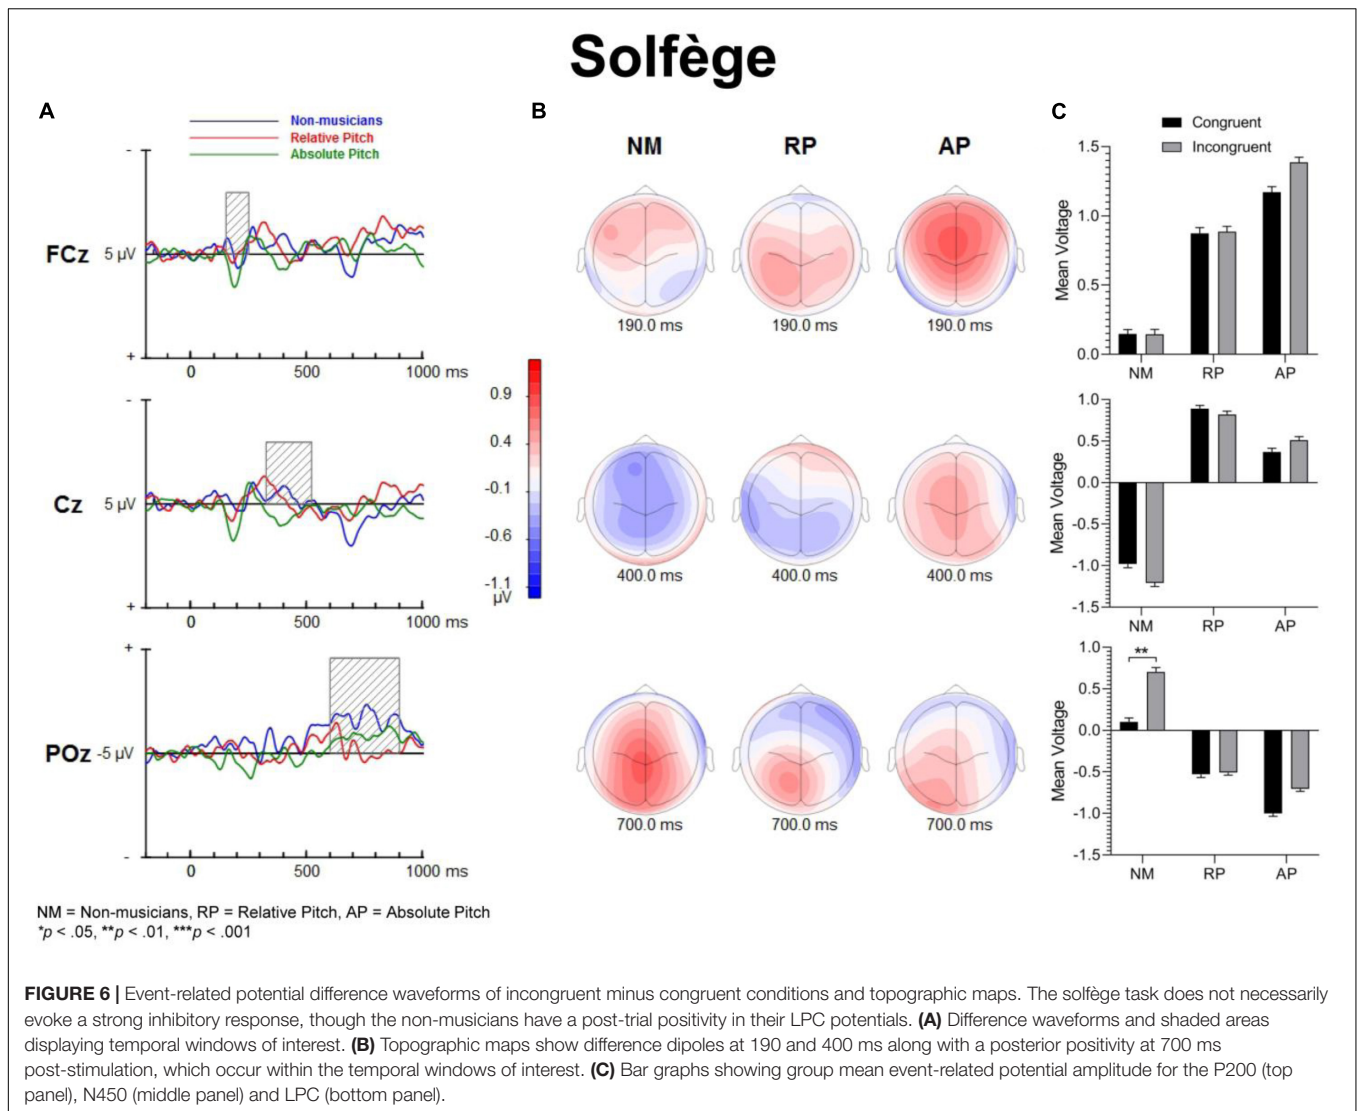 Solfège
A
Non-musicians
Relative Pitch
Absolute Pitch
-
FCz 5 µV
+
0 500 1000 ms
-
Cz 5 µV
+
0 500 1000 ms
+
POz -5 µV
-
0 500 1000 ms
NM = Non-musicians, RP = Relative Pitch, AP = Absolute Pitch
*p < .05, **p < .01, ***p < .001
B
NM RP AP
190.0 ms 190.0 ms 190.0 ms
0.9
0.4
-0.1
-0.6
-1.1
µV
400.0 ms 400.0 ms 400.0 ms
700.0 ms 700.0 ms 700.0 ms
C
Congruent
Incongruent
Mean Voltage
1.5
1.0
0.5
0.0
NM RP AP
Mean Voltage
1.0
0.5
0.0
-0.5
-1.0
-1.5
NM RP AP
Mean Voltage
1.0
**
0.5
0.0
-0.5
-1.0
-1.5
NM RP AP
FIGURE 6 | Event-related potential difference waveforms of incongruent minus congruent conditions and topographic maps. The solfège task does not necessarily
evoke a strong inhibitory response, though the non-musicians have a post-trial positivity in their LPC potentials. (A) Difference waveforms and shaded areas
displaying temporal windows of interest. (B) Topographic maps show difference dipoles at 190 and 400 ms along with a posterior positivity at 700 ms
post-stimulation, which occur within the temporal windows of interest. (C) Bar graphs showing group mean event-related potential amplitude for the P200 (top
panel), N450 (middle panel) and LPC (bottom panel).